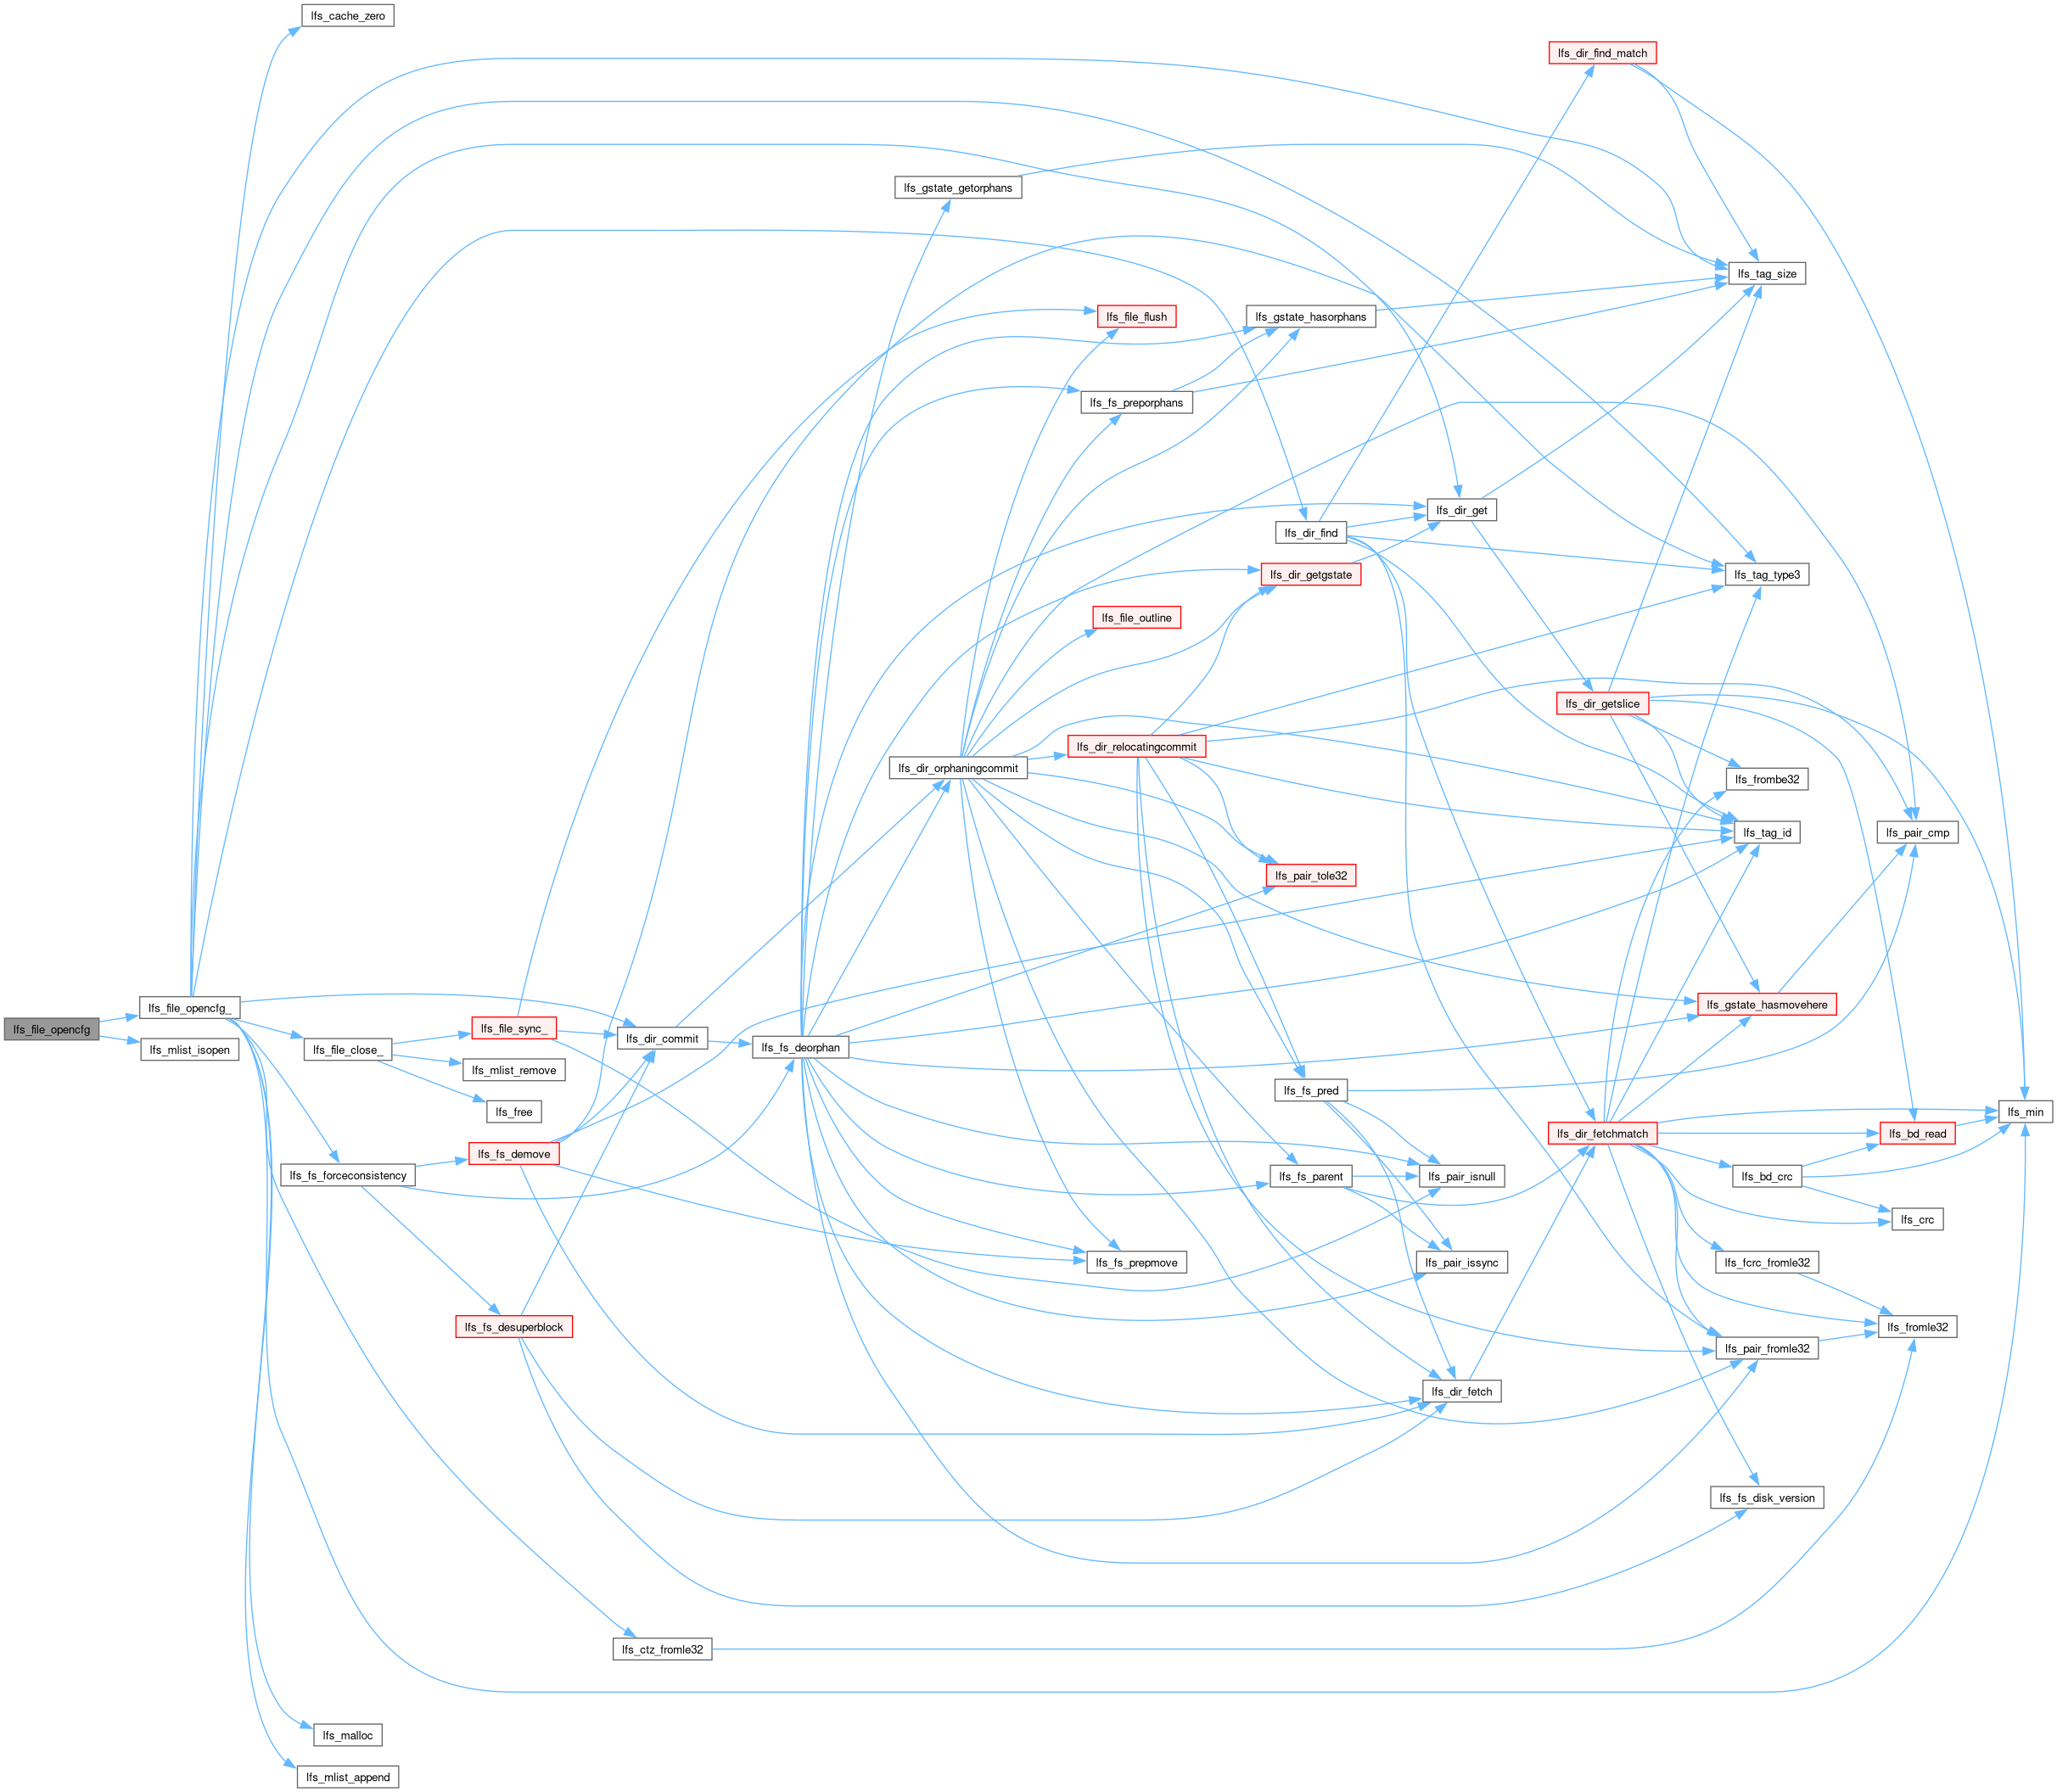 lfs_cache_zero
lfs_dir_find_match
lfs_gstate_getorphans
lfs_tag_size
lfs_file_flush
lfs_gstate_hasorphans
lfs_fs_preporphans
lfs_dir_get
lfs_dir_find
lfs_dir_getgstate
lfs_tag_type3
lfs_file_outline
lfs_dir_getslice
lfs_dir_relocatingcommit
lfs_dir_orphaningcommit
lfs_frombe32
lfs_tag_id
lfs_pair_cmp
lfs_pair_tole32
lfs_file_opencfg_
lfs_gstate_hasmovehere
lfs_file_opencfg
lfs_file_sync_
lfs_dir_commit
lfs_mlist_isopen
lfs_file_close_
lfs_fs_deorphan
lfs_mlist_remove
lfs_fs_pred
lfs_free
lfs_min
lfs_dir_fetchmatch
lfs_bd_read
lfs_fs_demove
lfs_fs_forceconsistency
lfs_fs_parent
lfs_pair_isnull
lfs_bd_crc
lfs_crc
lfs_fs_prepmove
lfs_pair_issync
lfs_fcrc_fromle32
lfs_fs_desuperblock
lfs_fromle32
lfs_pair_fromle32
lfs_dir_fetch
lfs_fs_disk_version
lfs_ctz_fromle32
lfs_malloc
lfs_mlist_append